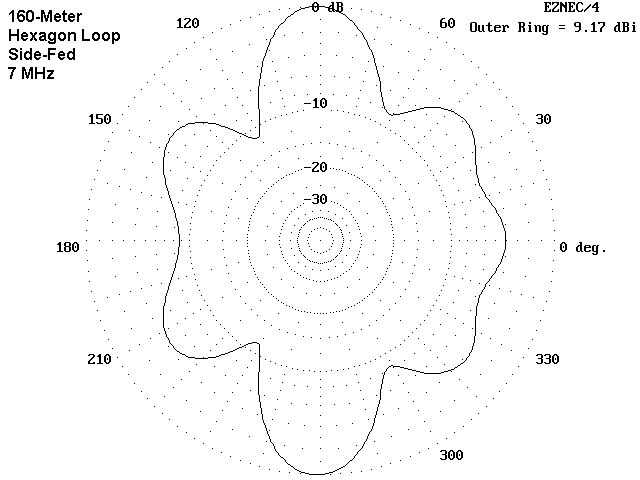 160-Meter
Hexagon Loop
Side-Fed
7 MHz
0 dB
EZNEC/4
Outer Ring = 9.17 dBi
120
60
-10
150
30
-20
-30
180
0 deg.
210
330
300